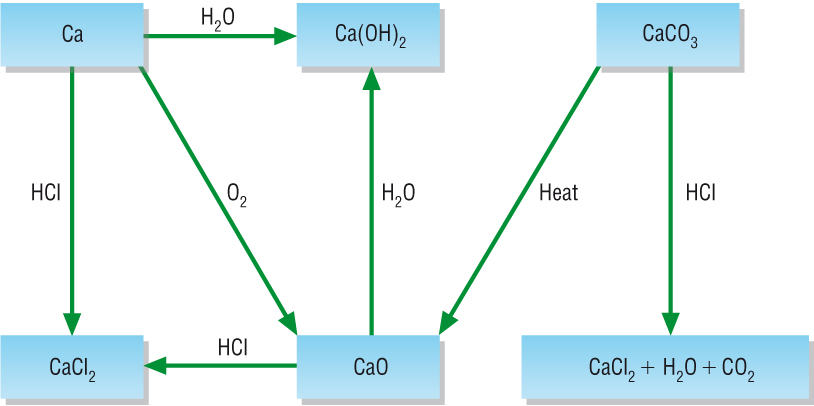 H₂O
Ca
Ca(OH)₂
CaCO₃
HCl
O₂
H₂O
Heat
HCl
HCl
CaCl₂
CaO
CaCl₂ + H₂O + CO₂